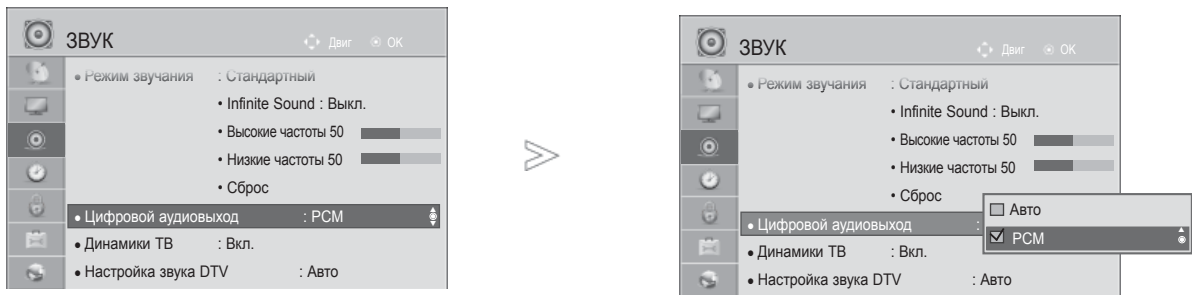 ЗВУК
Двиг ОК
• Режим звучания : Стандартный
• Infinite Sound : Выкл.
• Высокие частоты 50
• Низкие частоты 50
• Сброс
• Цифровой аудиовыход : PCM
• Динамики ТВ : Вкл.
• Настройка звука DTV : Авто
ЗВУК
Двиг ОК
• Режим звучания : Стандартный
• Infinite Sound : Выкл.
• Высокие частоты 50
• Низкие частоты 50
• Сброс
• Цифровой аудиовыход :
Авто
PCM
• Динамики ТВ : Вкл.
• Настройка звука DTV : Авто